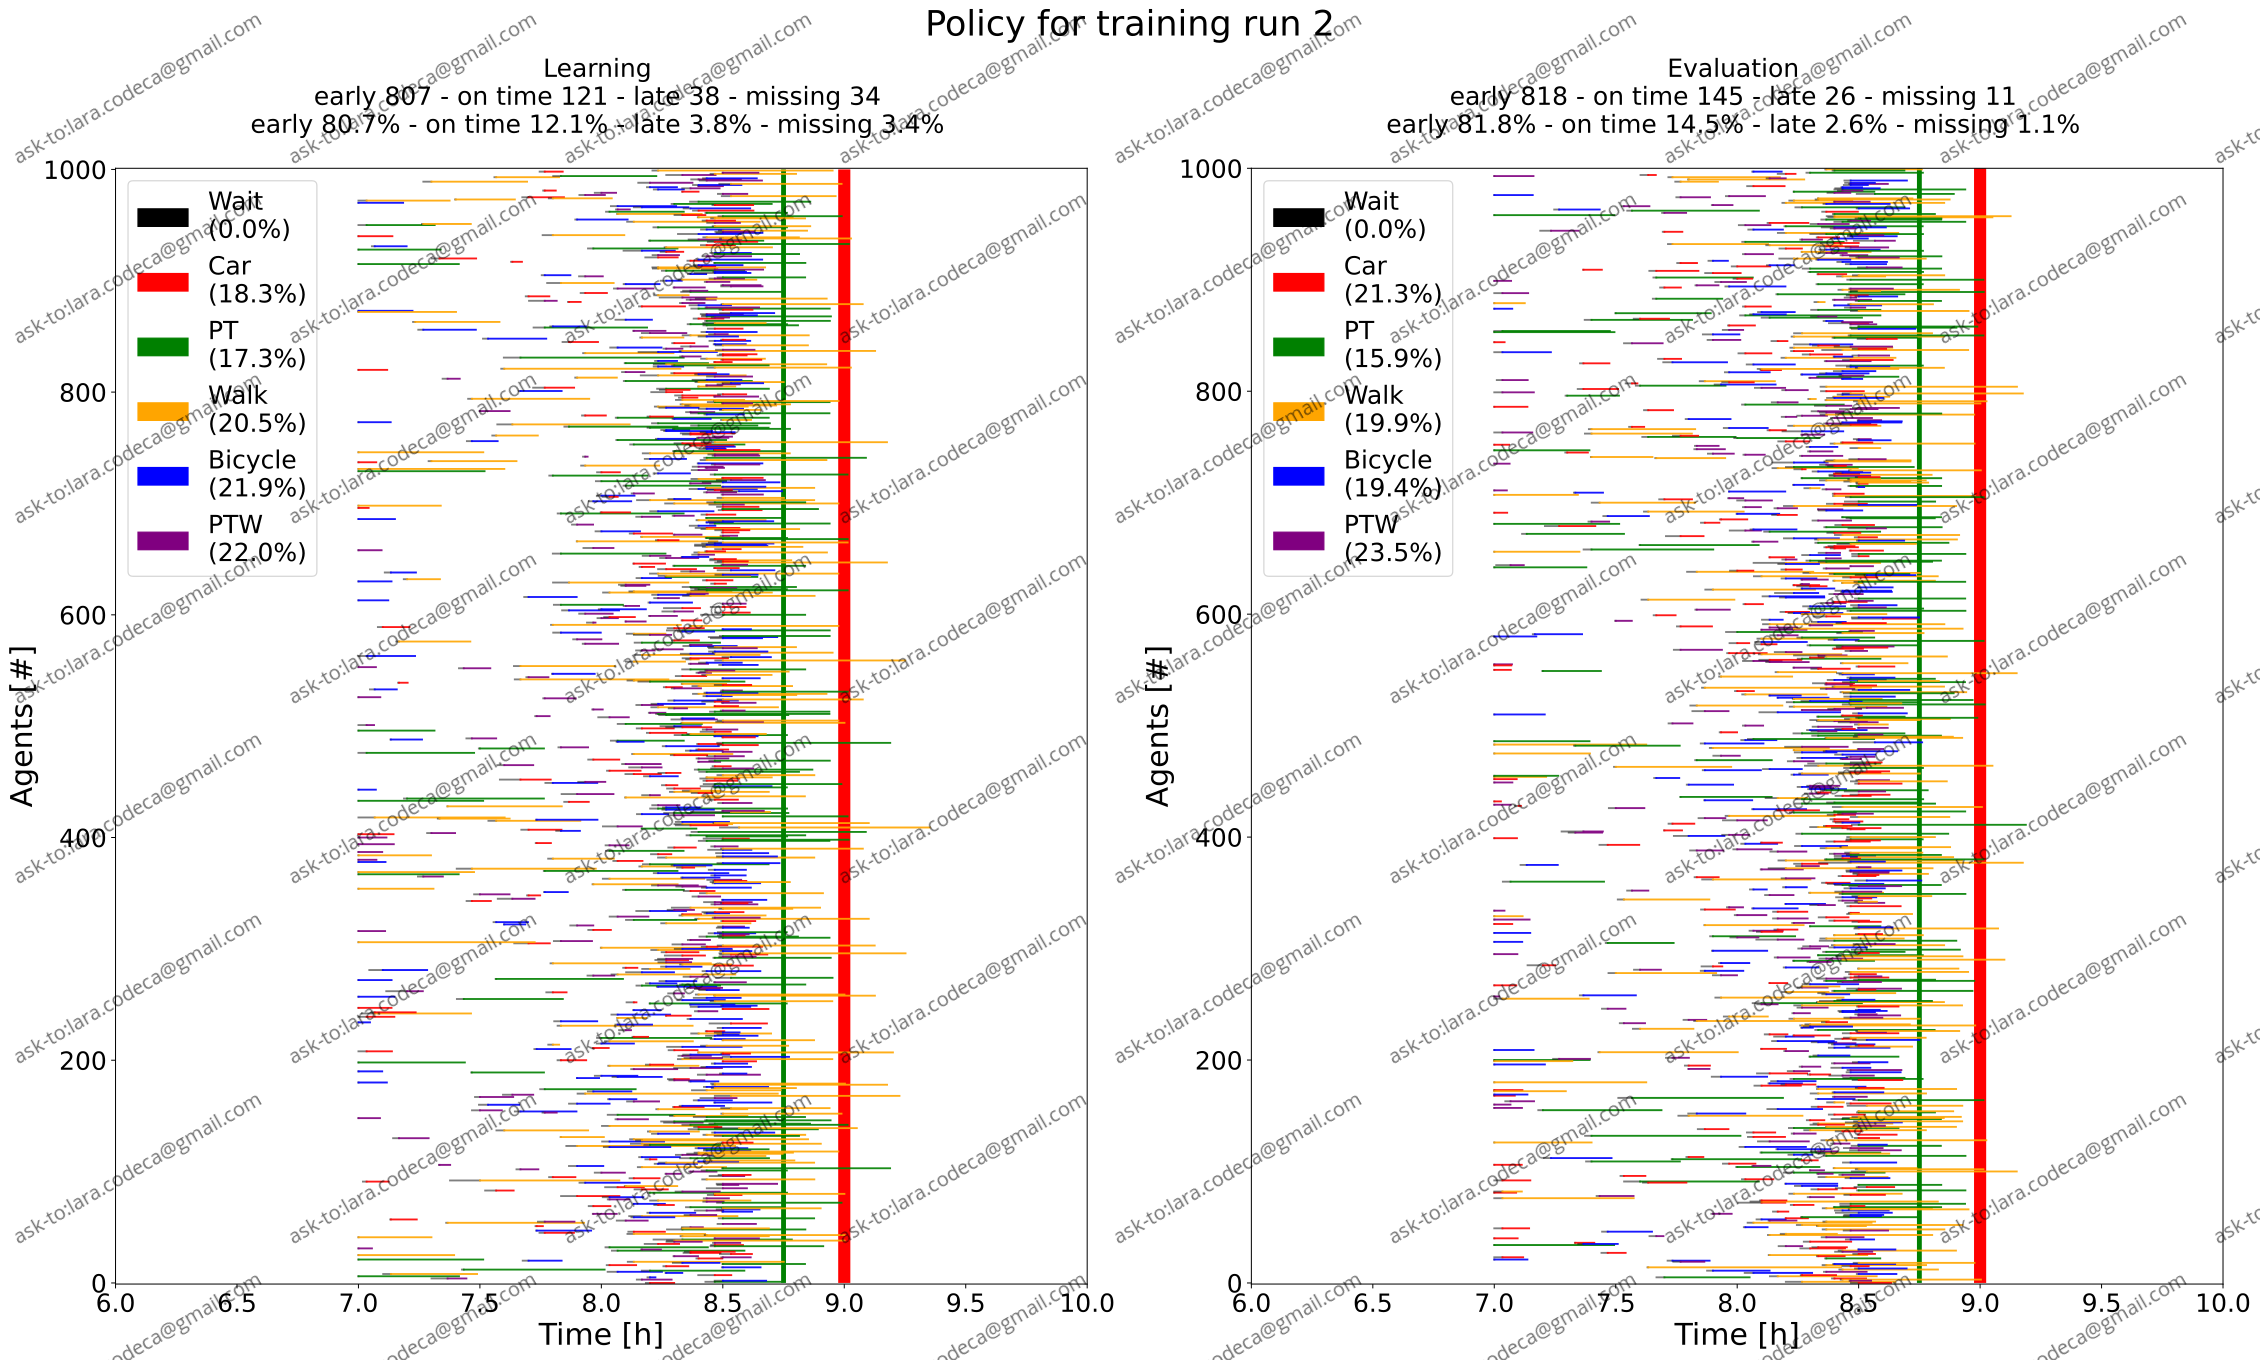 Policy for training run 2
Learning
early 807 - on time 121 - late 38 - missing 34
early 80.7% - on time 12.1% - late 3.8% - missing 3.4%
1000
800
600
400
200
0
Agents [#]
Wait
(0.0%)
Car
(18.3%)
PT
(17.3%)
Walk
(20.5%)
Bicycle
(21.9%)
PTW
(22.0%)
6.0 6.5 7.0 7.5 8.0 8.5 9.0 9.5 10.0
Time [h]
Evaluation
early 818 - on time 145 - late 26 - missing 11
early 81.8% - on time 14.5% - late 2.6% - missing 1.1%
1000
800
600
400
200
0
Agents [#]
Wait
(0.0%)
Car
(21.3%)
PT
(15.9%)
Walk
(19.9%)
Bicycle
(19.4%)
PTW
(23.5%)
6.0 6.5 7.0 7.5 8.0 8.5 9.0 9.5 10.0
Time [h]
ask-to:lara.codeca@gmail.com